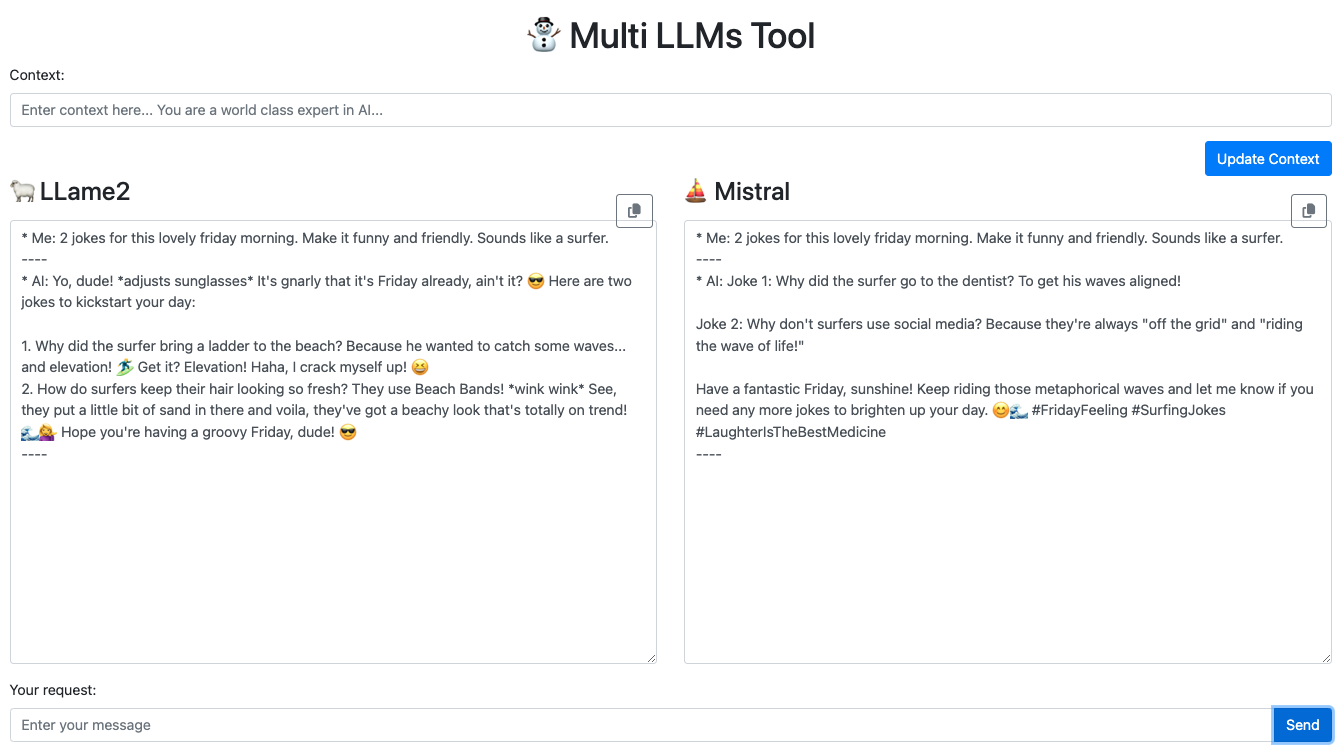 ⛄ Multi LLMs Tool
Context:
Enter context here... You are a world class expert in AI...
Update Context
🐑 LLame2
* Me: 2 jokes for this lovely friday morning. Make it funny and friendly. Sounds like a surfer.
----
* AI: Yo, dude! *adjusts sunglasses* It's gnarly that it's Friday already, ain't it? 😎 Here are two
jokes to kickstart your day:
1. Why did the surfer bring a ladder to the beach? Because he wanted to catch some waves...
and elevation! 🏄‍♂️ Get it? Elevation! Haha, I crack myself up! 😆
2. How do surfers keep their hair looking so fresh? They use Beach Bands! *wink wink* See,
they put a little bit of sand in there and voila, they've got a beachy look that's totally on trend!
🌊💁‍♀️ Hope you're having a groovy Friday, dude! 😎
----
⛵ Mistral
* Me: 2 jokes for this lovely friday morning. Make it funny and friendly. Sounds like a surfer.
----
* AI: Joke 1: Why did the surfer go to the dentist? To get his waves aligned!
Joke 2: Why don't surfers use social media? Because they're always "off the grid" and "riding
the wave of life!"
Have a fantastic Friday, sunshine! Keep riding those metaphorical waves and let me know if you
need any more jokes to brighten up your day. 😊🌊 #FridayFeeling #SurfingJokes
#LaughterIsTheBestMedicine
----
Your request:
Enter your message
Send